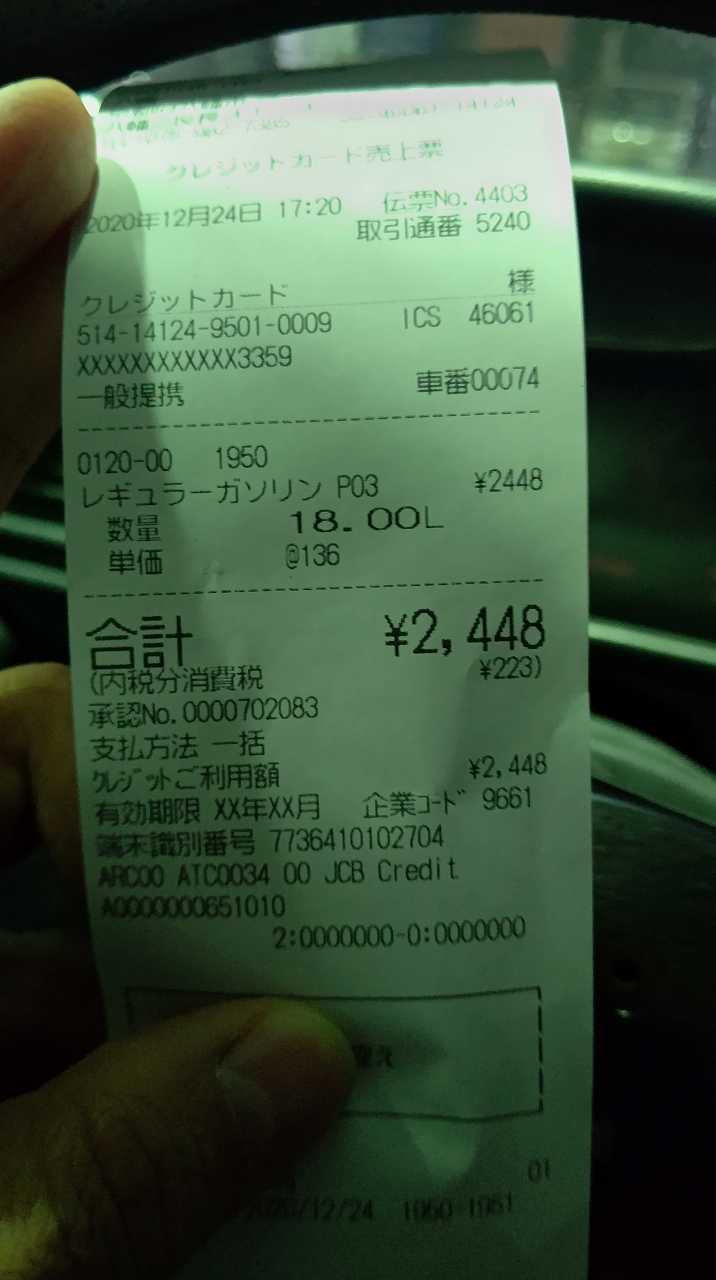 クレジットカード売上票
2020年12月24日 17:20 伝票No.4403
取引通番 5240
様
クレジットカード
514-14124-9501-0009 ICS 46061
XXXXXXXXXXXX3359
一般提携 車番00074
0120-00 1950
レギュラーガソリン P03 ¥2448
数量 18.00L
単価 @136
合計 ¥2,448
(内税分消費税 ¥223)
承認No.0000702083
支払方法 一括
クレジットご利用額 ¥2,448
有効期限 XX年XX月 企業コード 9661
端末識別番号 7736410102704
ARC00 ATC0034 00 JCB Credit
A0000000651010
2:0000000-0:0000000
01
2020/12/24 1950-1951